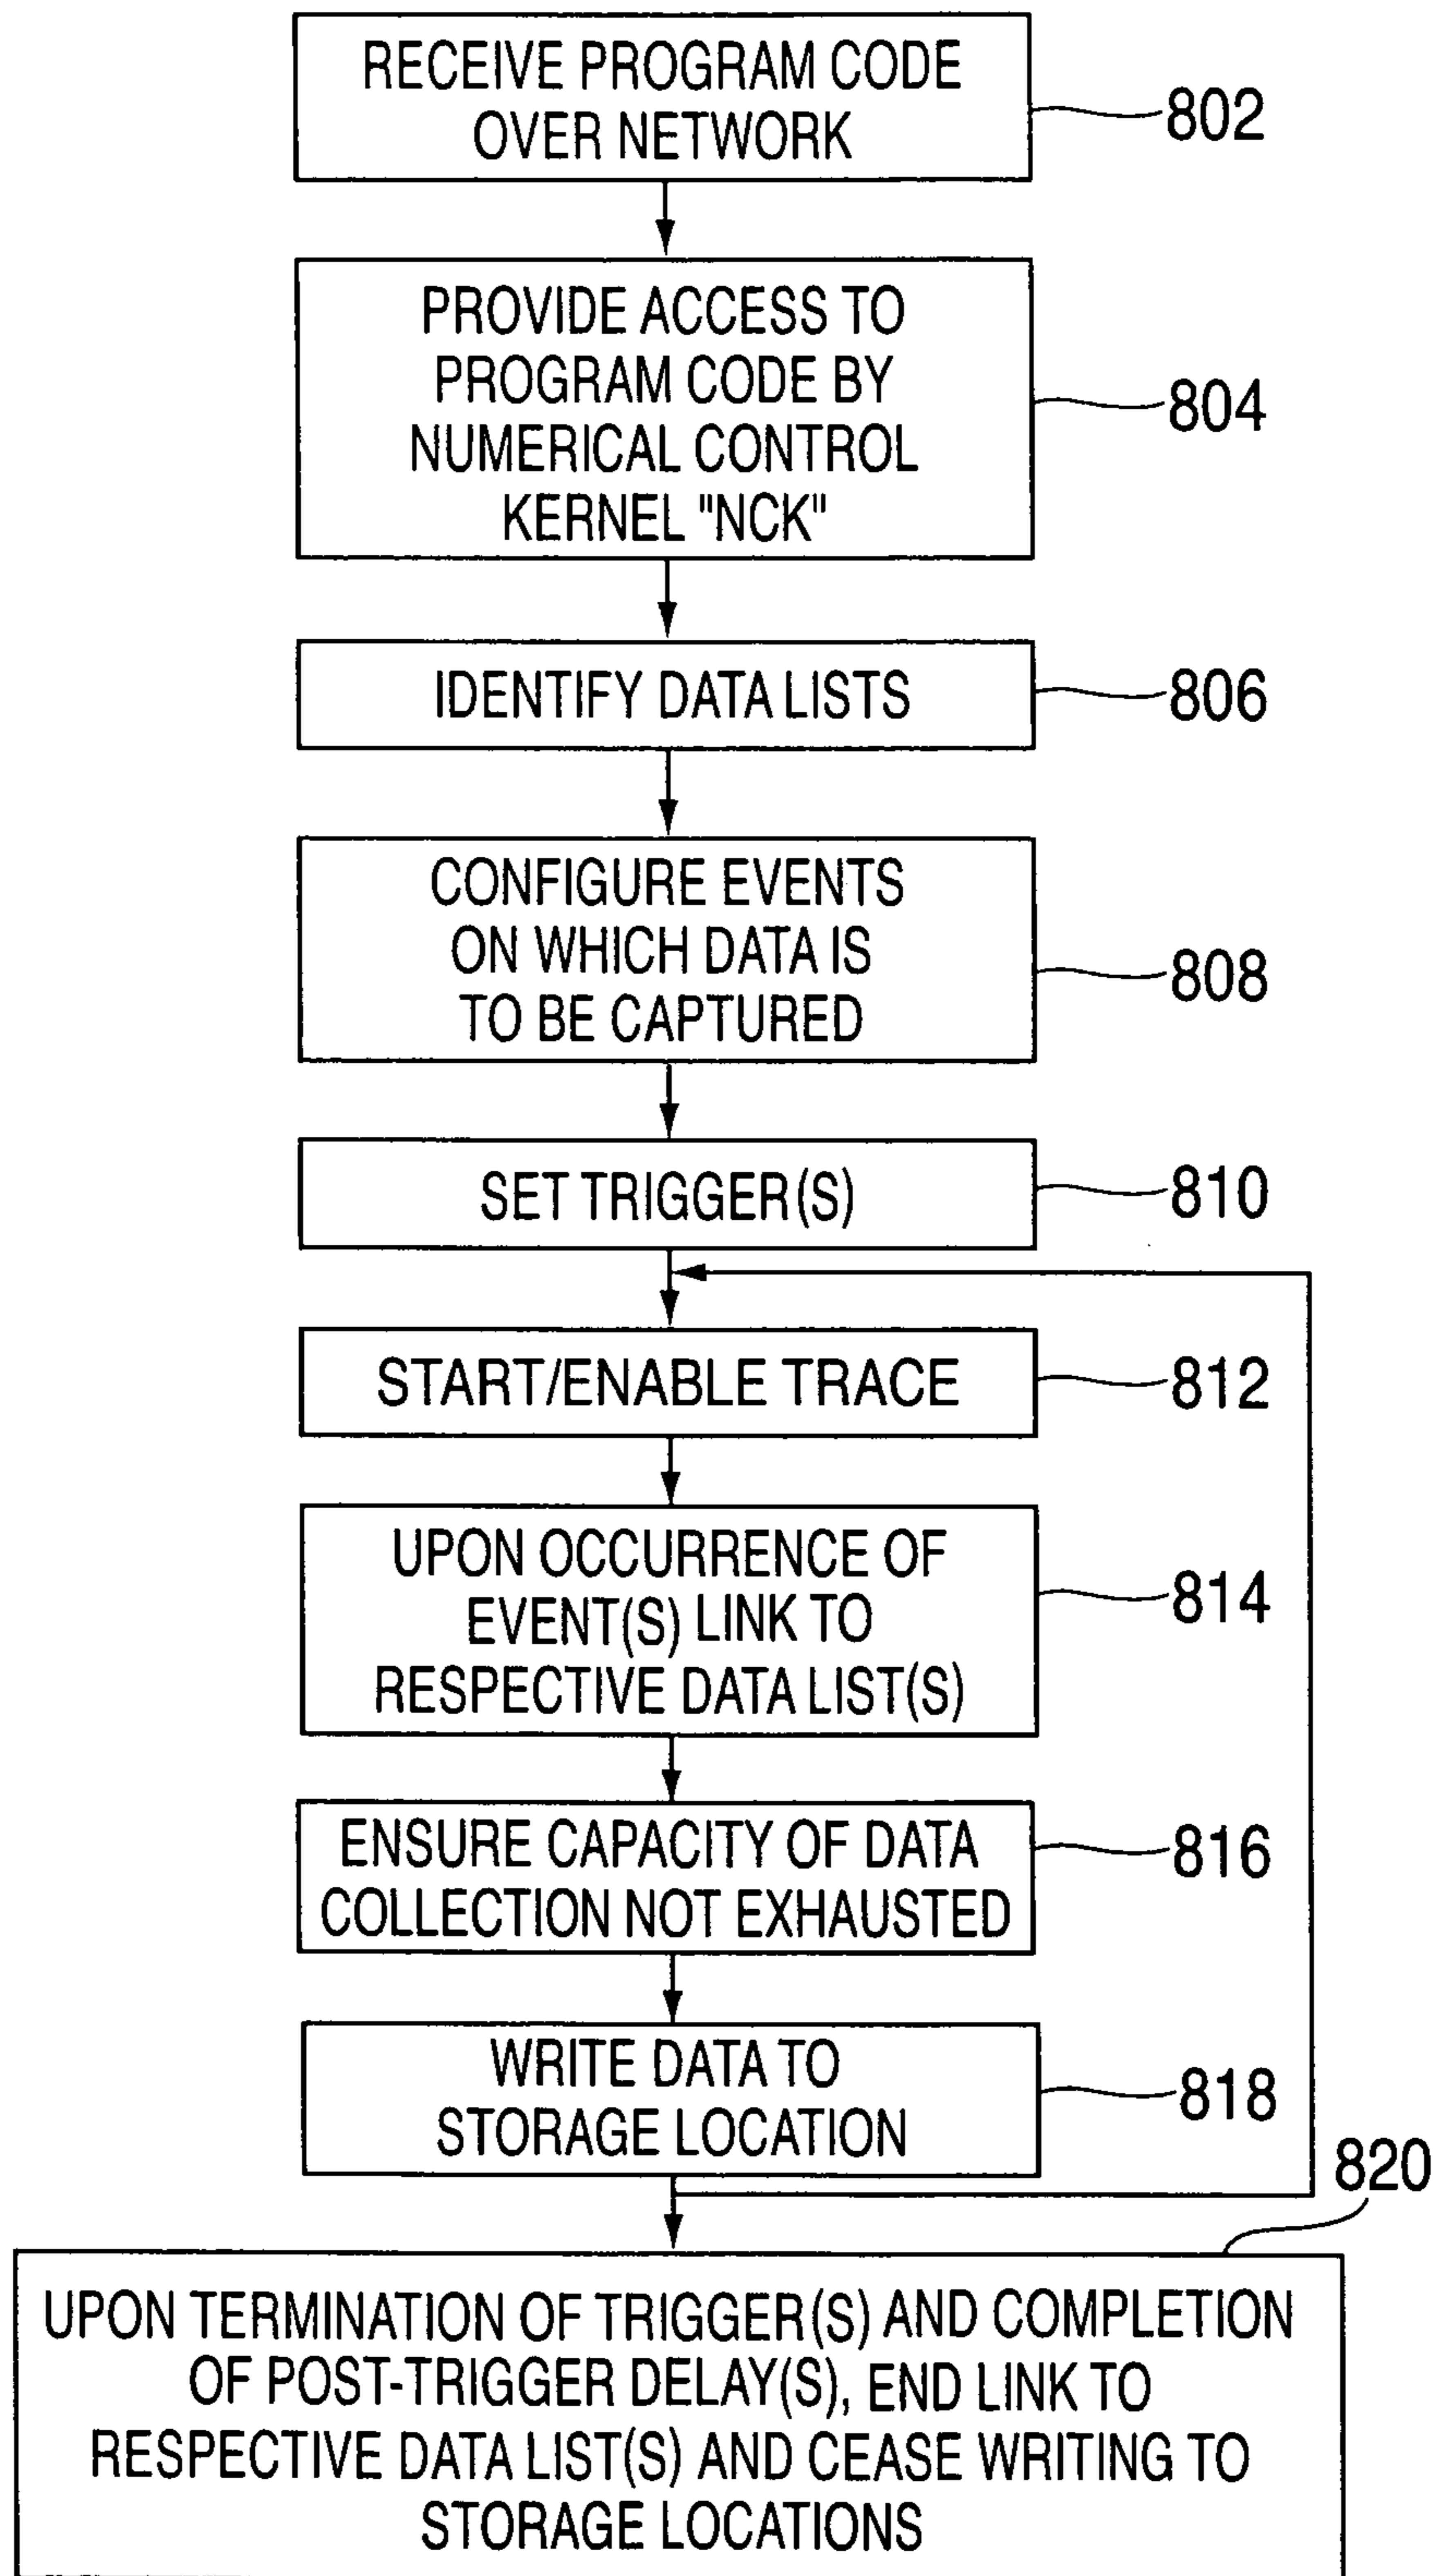 RECEIVE PROGRAM CODE
OVER NETWORK
802
PROVIDE ACCESS TO
PROGRAM CODE BY
NUMERICAL CONTROL
KERNEL "NCK"
804
IDENTIFY DATA LISTS
806
CONFIGURE EVENTS
ON WHICH DATA IS
TO BE CAPTURED
808
SET TRIGGER(S)
810
START/ENABLE TRACE
812
UPON OCCURRENCE OF
EVENT(S) LINK TO
RESPECTIVE DATA LIST(S)
814
ENSURE CAPACITY OF DATA
COLLECTION NOT EXHAUSTED
816
WRITE DATA TO
STORAGE LOCATION
818
820
UPON TERMINATION OF TRIGGER(S) AND COMPLETION
OF POST-TRIGGER DELAY(S), END LINK TO
RESPECTIVE DATA LIST(S) AND CEASE WRITING TO
STORAGE LOCATIONS